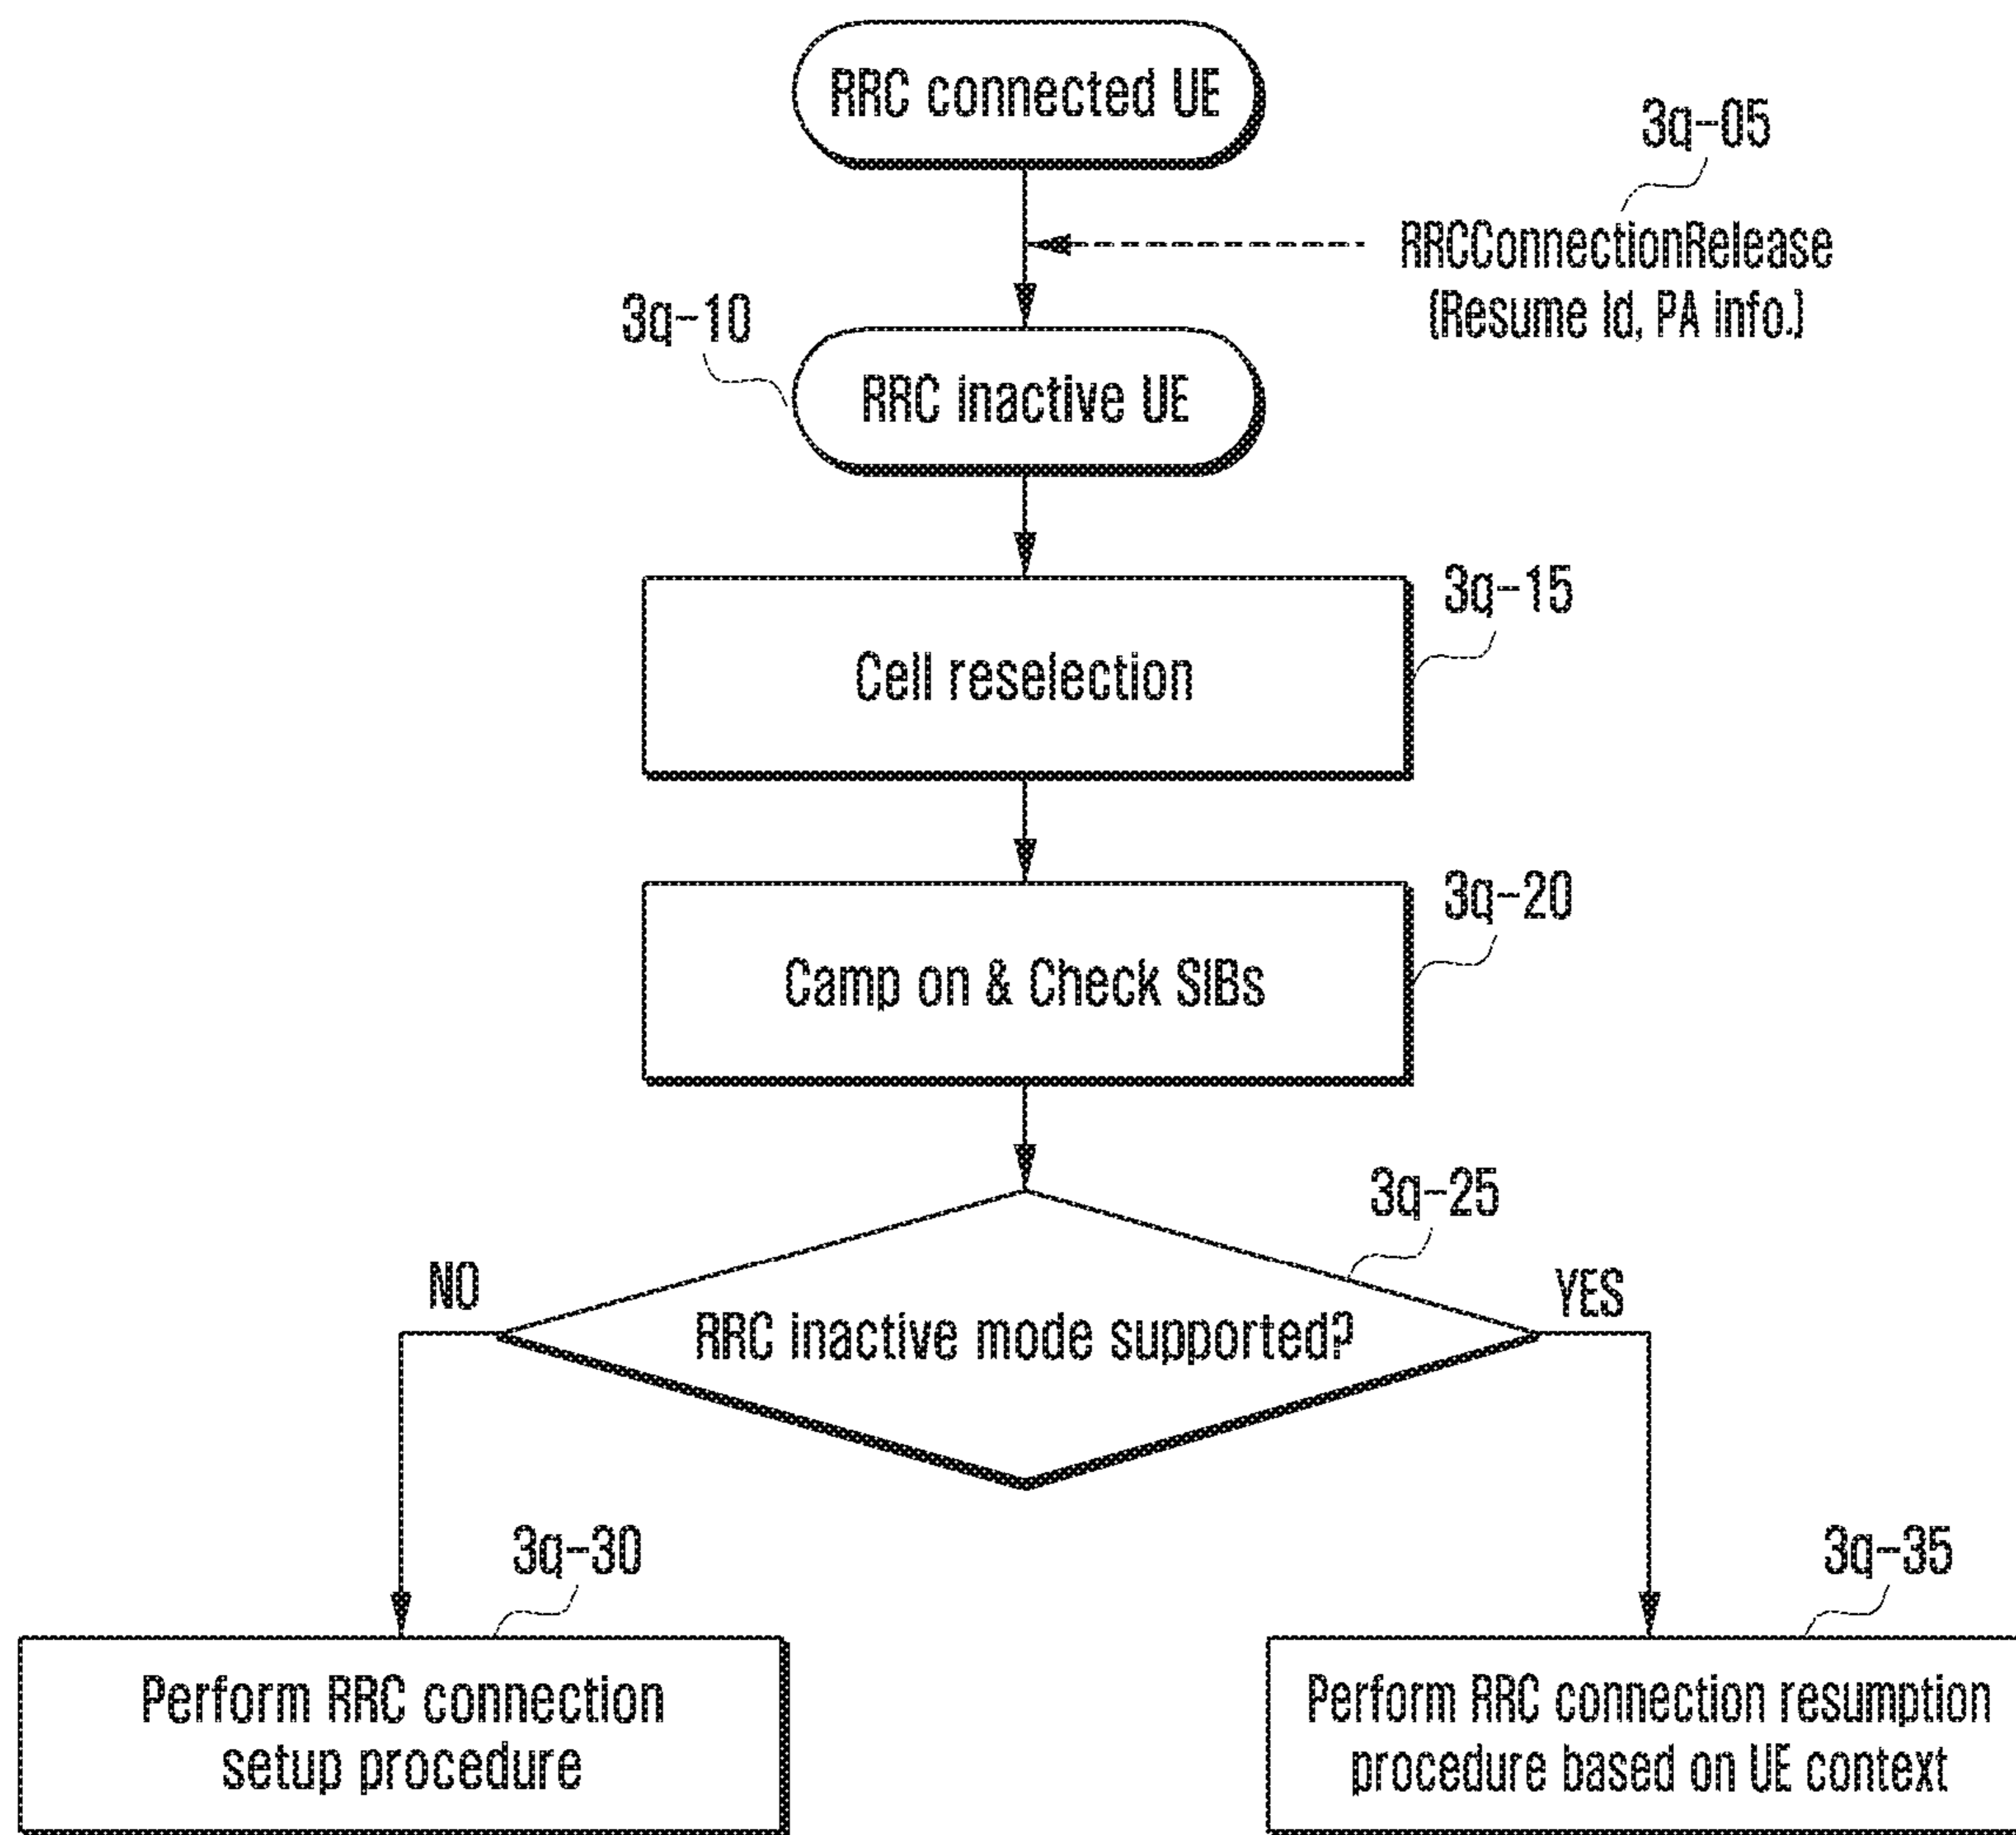 RRC connected UE
3q-05
RRCConnectionRelease
(Resume Id, PA info.)
3q-10
RRC inactive UE
3q-15
Cell reselection
3q-20
Camp on & Check SIBs
3q-25
NO
YES
RRC inactive mode supported?
3q-30
3q-35
Perform RRC connection
setup procedure
Perform RRC connection resumption
procedure based on UE context